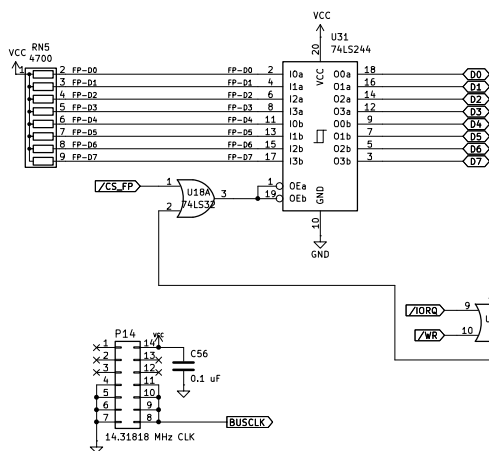 VCC
U31
74LS244
RN5
4700
VCC
1
20
VCC
2 FP-D0 FP-D0 2 I0a O0a 18 D0
3 FP-D1 FP-D1 4 I1a O1a 16 D1
4 FP-D2 FP-D2 6 I2a O2a 14 D2
5 FP-D3 FP-D3 8 I3a O3a 12 D3
6 FP-D4 FP-D4 11 I0b O0b 9 D4
7 FP-D5 FP-D5 13 I1b O1b 7 D5
8 FP-D6 FP-D6 15 I2b O2b 5 D6
9 FP-D7 FP-D7 17 I3b O3b 3 D7
/CS_FP 1 U18A 3 1 OEa
2 74LS32 19 OEb
GND
10
GND
/IORQ 9
/WR 10
P14
1 14 VCC
2 13
3 12
4 11
5 10
6 9
7 8 BUSCLK
C56
0.1 uF
14.31818 MHz CLK